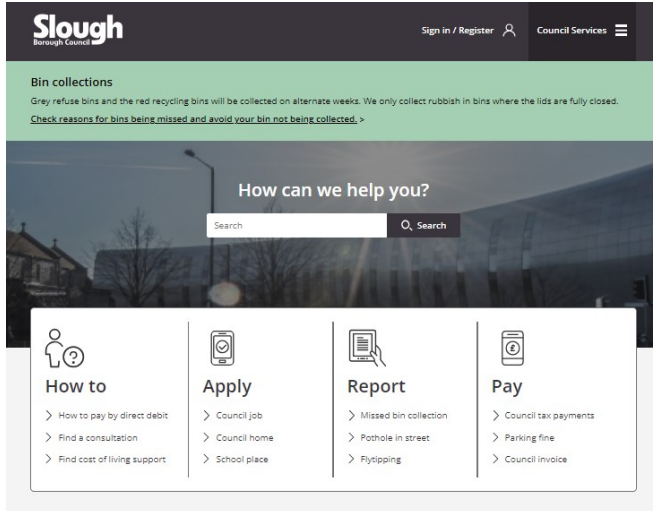 Slough
Borough Council
Sign in / Register
Council Services
Bin collections
Grey refuse bins and the red recycling bins will be collected on alternate weeks. We only collect rubbish in bins where the lids are fully closed.
Check reasons for bins being missed and avoid your bin not being collected. >
How can we help you?
Search
Search
How to
How to pay by direct debit
Find a consultation
Find cost of living support
Apply
Council job
Council home
School place
Report
Missed bin collection
Pothole in street
Flytipping
£
Pay
Council tax payments
Parking fine
Council invoice